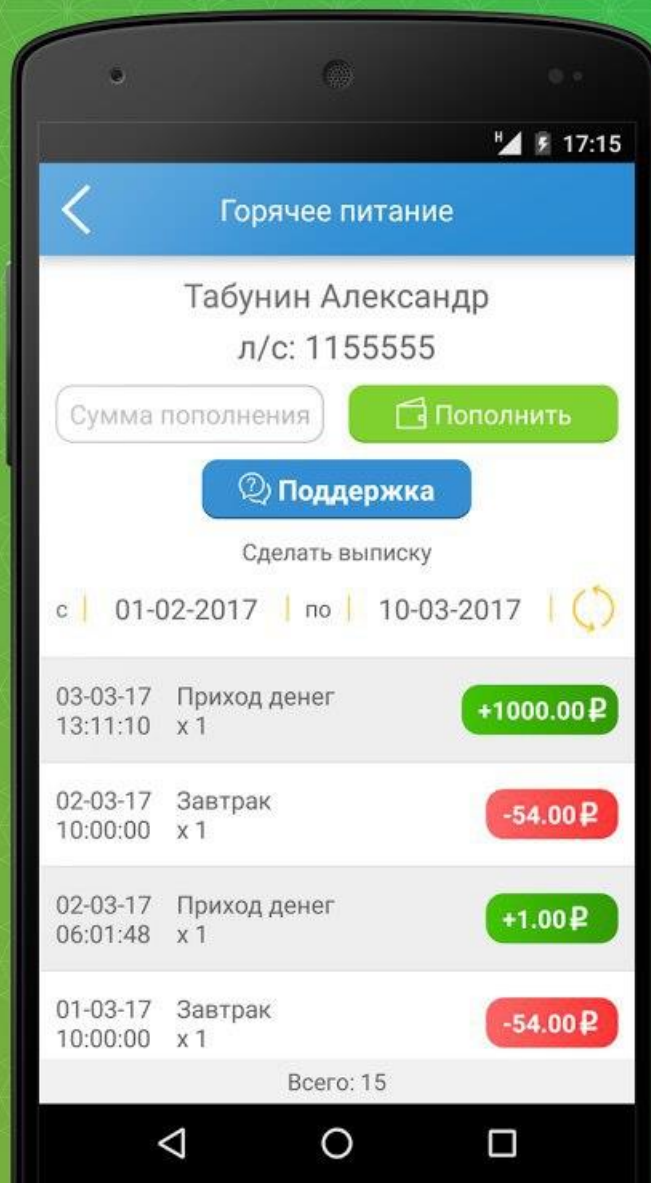 H 17:15
Горячее питание
Табунин Александр
л/с: 1155555
Сумма пополнения Пополнить
Поддержка
Сделать выписку
с 01-02-2017 по 10-03-2017
03-03-17 Приход денег +1000.00₽
13:11:10 x 1
02-03-17 Завтрак -54.00₽
10:00:00 x 1
02-03-17 Приход денег +1.00₽
06:01:48 x 1
01-03-17 Завтрак -54.00₽
10:00:00 x 1
Всего: 15